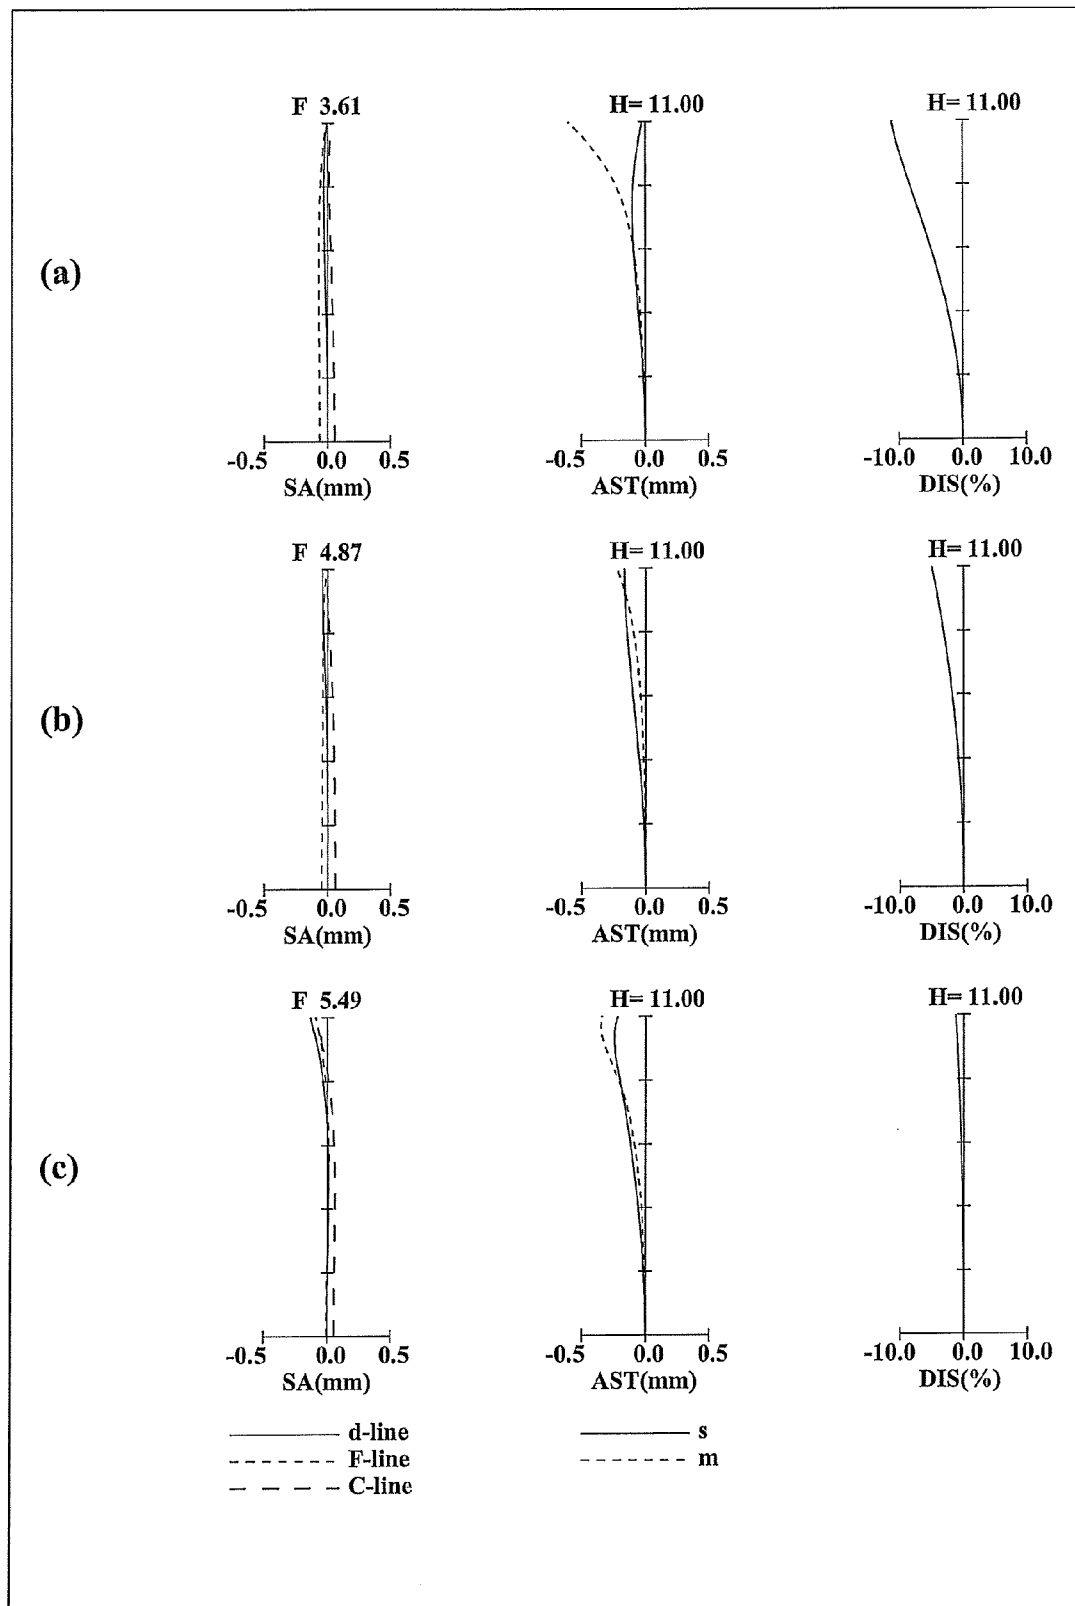 F 3.61 H= 11.00 H= 11.00
(a)
-0.5 0.0 0.5 -0.5 0.0 0.5 -10.0 0.0 10.0
SA(mm) AST(mm) DIS(%)
F 4.87 H= 11.00 H= 11.00
(b)
-0.5 0.0 0.5 -0.5 0.0 0.5 -10.0 0.0 10.0
SA(mm) AST(mm) DIS(%)
F 5.49 H= 11.00 H= 11.00
(c)
-0.5 0.0 0.5 -0.5 0.0 0.5 -10.0 0.0 10.0
SA(mm) AST(mm) DIS(%)
d-line s
F-line m
C-line